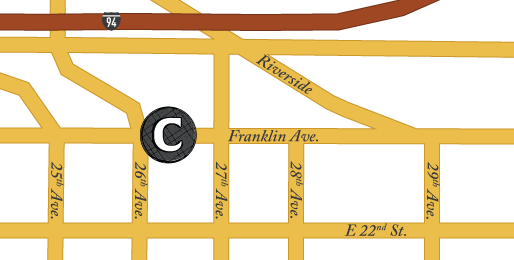 94
Riverside
C
Franklin Ave.
25th Ave.
26th Ave.
27th Ave.
28th Ave.
29th Ave.
E 22nd St.